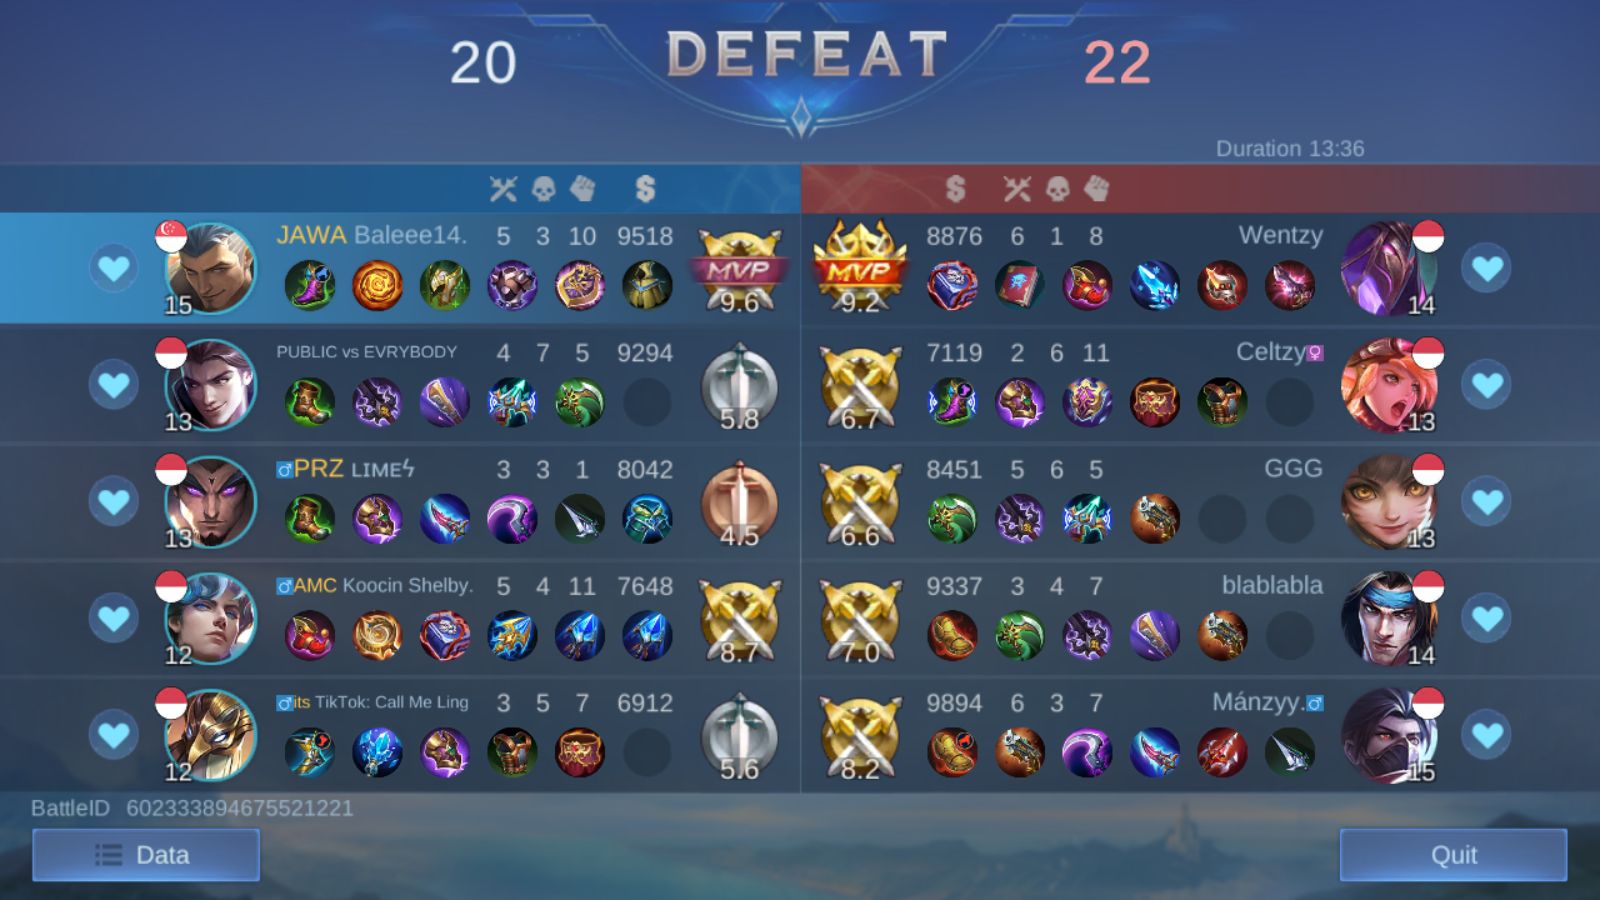 20 DEFEAT 22
Duration 13:36
JAWA Baleee14. 5 3 10 9518 MVP 9.6
15
MVP 9.2 8876 6 1 8 Wentzy
14
PUBLIC vs EVRYBODY 4 7 5 9294 5.8
13
6.7 7119 2 6 11 Celtzy♀
13
♂PRZ LIMEϟ 3 3 1 8042 4.5
13
6.6 8451 5 6 5 GGG
13
♂AMC Koocin Shelby. 5 4 11 7648 8.7
12
7.0 9337 3 4 7 blablabla
14
♂its TikTok: Call Me Ling 3 5 7 6912 5.6
12
8.2 9894 6 3 7 Mánzyy.♂
15
BattleID 602333894675521221
Data
Quit